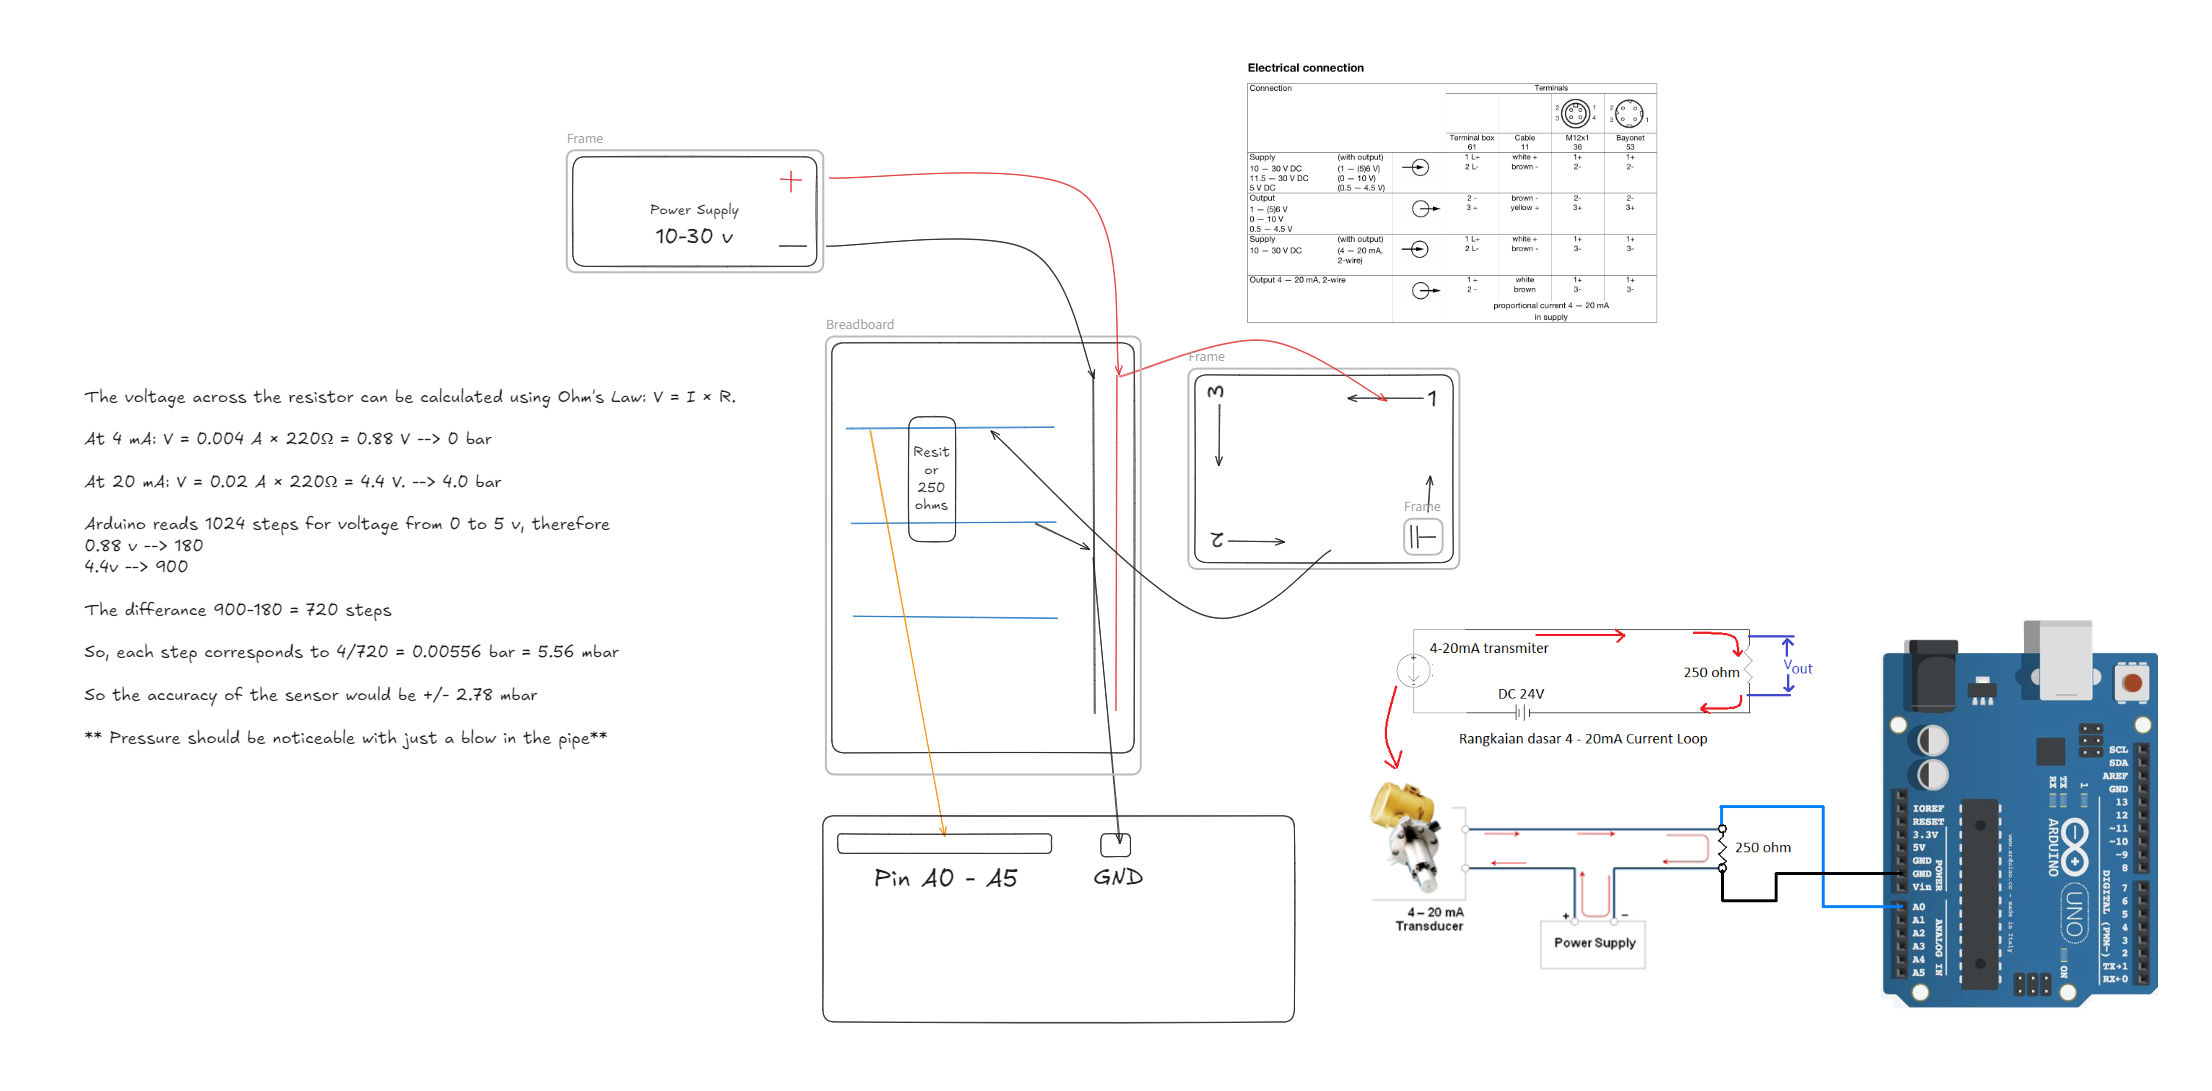 Electrical connection
Connection
Terminals
2 1
3 4
2
3 1
Terminal box Cable M12x1 Bayonet
61 11 36 53
Supply (with output) 1 L+ white + 1+ 1+
10 — 30 V DC (1 — (5)6 V) 2 L- brown - 2- 2-
11.5 — 30 V DC (0 — 10 V)
5 V DC (0.5 — 4.5 V)
Output 2 - brown - 2- 2-
1 — (5)6 V 3 + yellow + 3+ 3+
0 — 10 V
0.5 — 4.5 V
Supply (with output) 1 L+ white + 1+ 1+
10 — 30 V DC (4 — 20 mA, 2 L- brown - 3- 3-
2-wire)
Output 4 — 20 mA, 2-wire 1 + white 1+ 1+
2 - brown 3- 3-
proportional current 4 — 20 mA
in supply
Frame
+
Power Supply
10-30 v
—
Breadboard
Resit
or
250
ohms
Frame
3
1
2
Frame
The voltage across the resistor can be calculated using Ohm's Law: V = I × R.
At 4 mA: V = 0.004 A × 220Ω = 0.88 V --> 0 bar
At 20 mA: V = 0.02 A × 220Ω = 4.4 V. --> 4.0 bar
Arduino reads 1024 steps for voltage from 0 to 5 v, therefore
0.88 v --> 180
4.4v --> 900
The differance 900-180 = 720 steps
So, each step corresponds to 4/720 = 0.00556 bar = 5.56 mbar
So the accuracy of the sensor would be +/- 2.78 mbar
** Pressure should be noticeable with just a blow in the pipe**
Pin A0 - A5
GND
4-20mA transmiter
250 ohm
Vout
DC 24V
Rangkaian dasar 4 - 20mA Current Loop
250 ohm
4 – 20 mA
Transducer
+ −
Power Supply
IOREF
RESET
3.3V
5V
GND
GND
Vin
POWER
A0
A1
A2
A3
A4
A5
ANALOG IN
SCL
SDA
AREF
GND
13
12
~11
~10
~9
8
7
~6
~5
4
~3
2
TX→1
RX←0
DIGITAL (PWM~)
RX
TX
1
ARDUINO
UNO
ON
www.arduino.cc - made in Italy